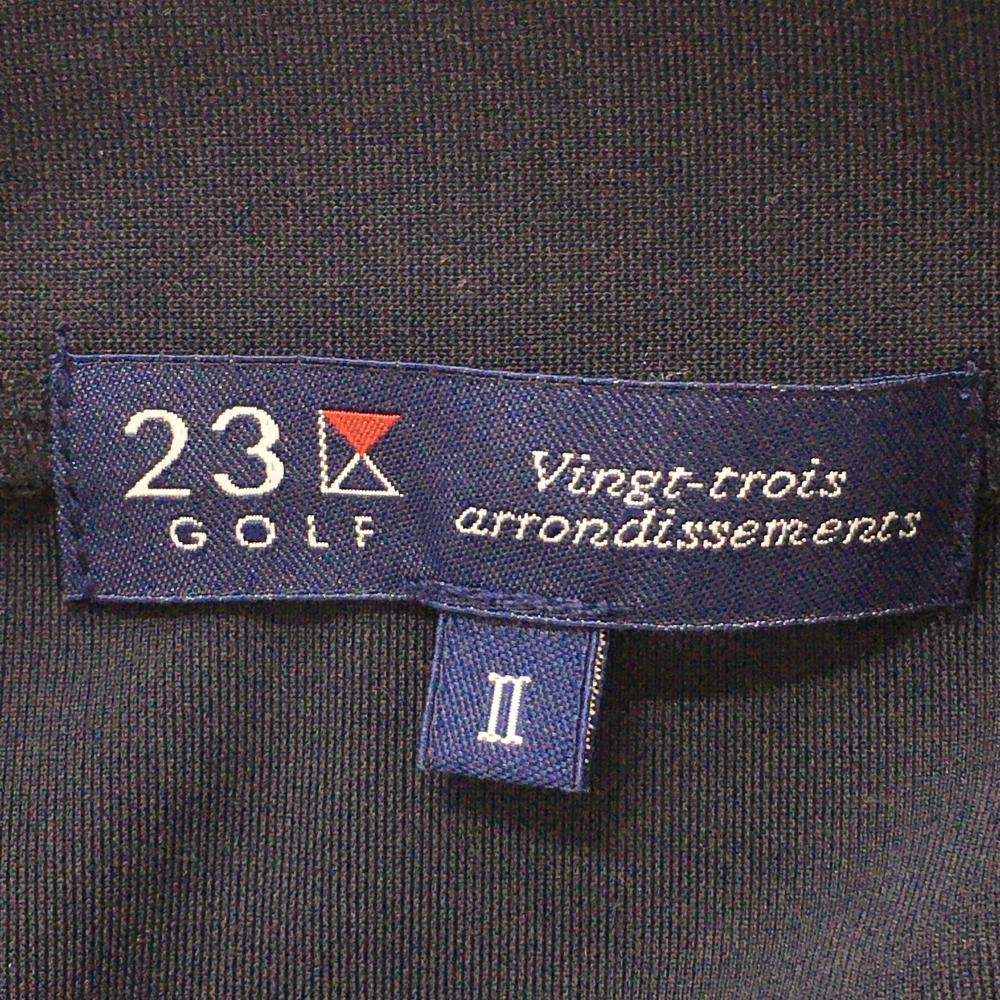 23
GOLF
Vingt-trois
arrondissements
II